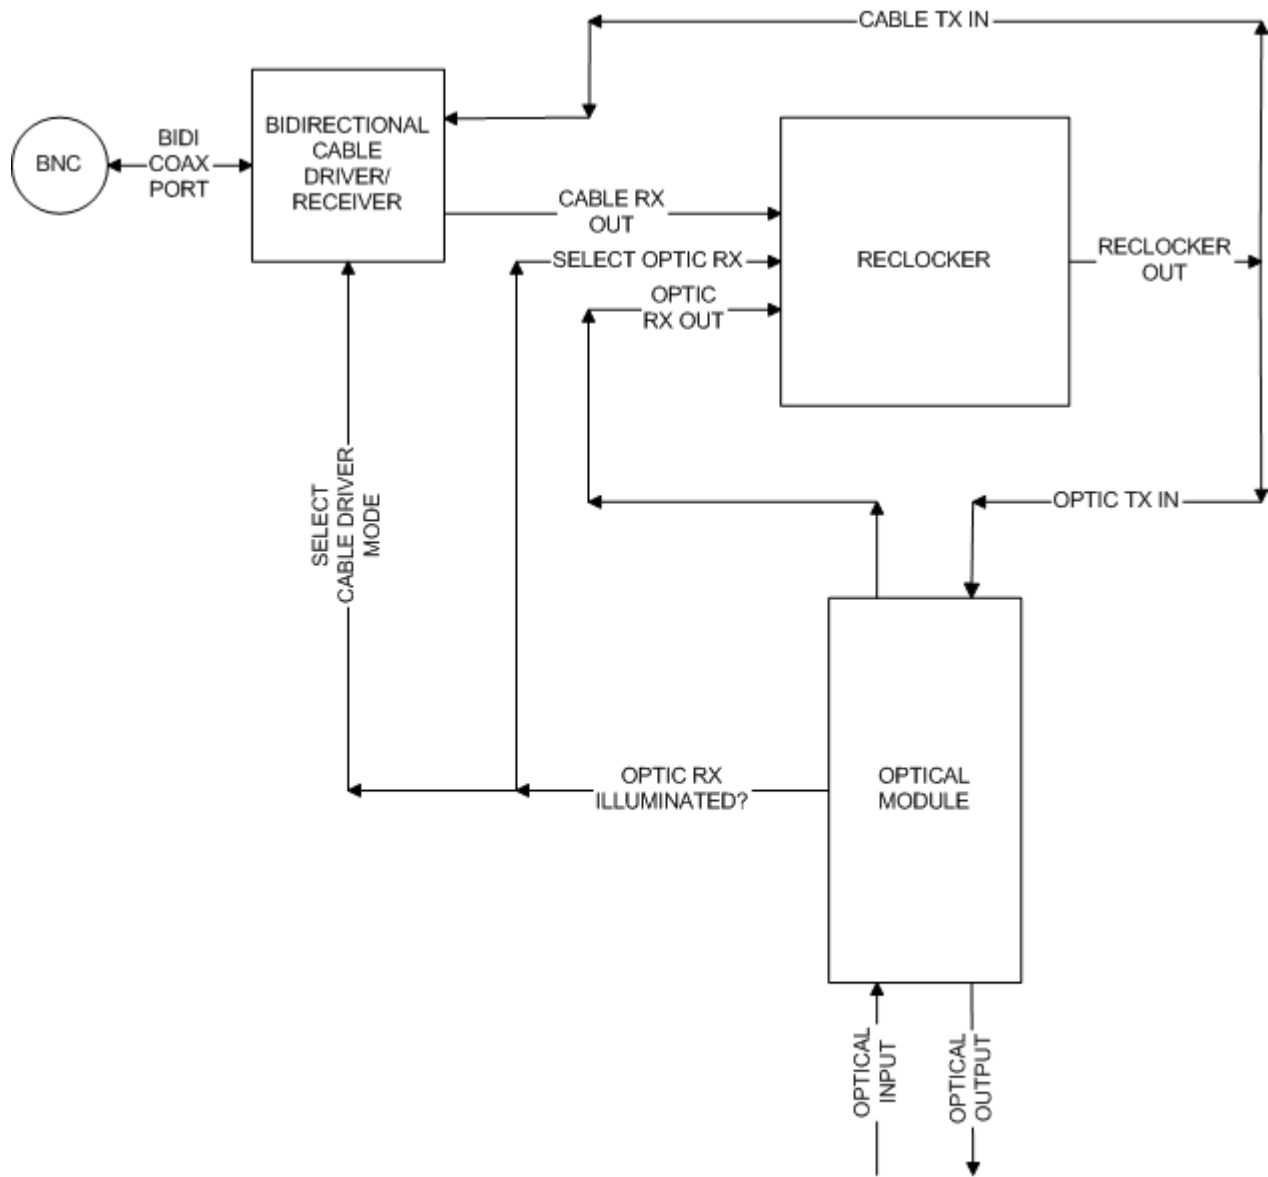 CABLE TX IN
BNC
BIDI
COAX
PORT
BIDIRECTIONAL
CABLE
DRIVER/
RECEIVER
CABLE RX
OUT
SELECT OPTIC RX
OPTIC
RX OUT
RECLOCKER
RECLOCKER
OUT
SELECT
CABLE DRIVER
MODE
OPTIC TX IN
OPTIC RX
ILLUMINATED?
OPTICAL
MODULE
OPTICAL
INPUT
OPTICAL
OUTPUT